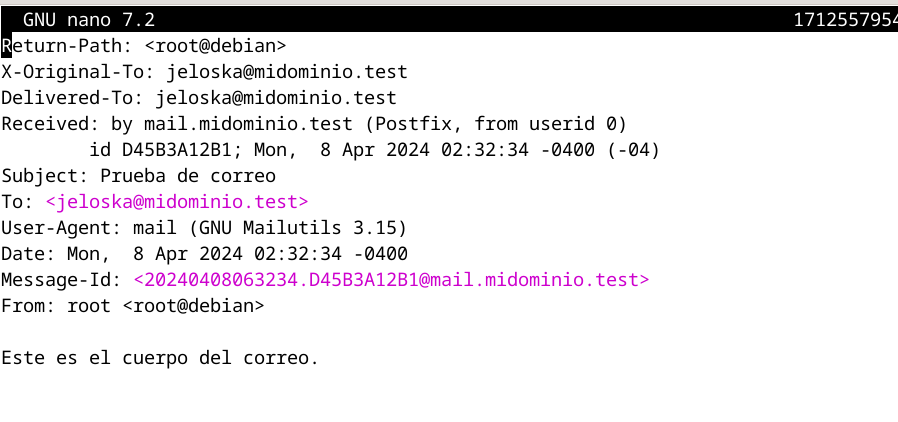 GNU nano 7.2 1712557954
Return-Path: <root@debian>
X-Original-To: jeloska@midominio.test
Delivered-To: jeloska@midominio.test
Received: by mail.midominio.test (Postfix, from userid 0)
id D45B3A12B1; Mon,  8 Apr 2024 02:32:34 -0400 (-04)
Subject: Prueba de correo
To: <jeloska@midominio.test>
User-Agent: mail (GNU Mailutils 3.15)
Date: Mon,  8 Apr 2024 02:32:34 -0400
Message-Id: <20240408063234.D45B3A12B1@mail.midominio.test>
From: root <root@debian>
Este es el cuerpo del correo.